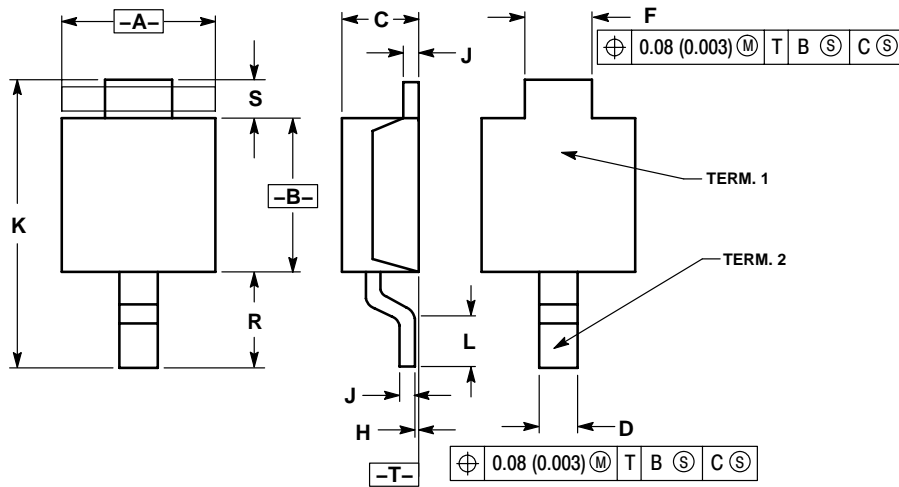 –A–
C
F
⌖ 0.08 (0.003) Ⓜ T B Ⓢ C Ⓢ
J
S
TERM. 1
–B–
K
TERM. 2
R
L
J
D
H
⌖ 0.08 (0.003) Ⓜ T B Ⓢ C Ⓢ
–T–